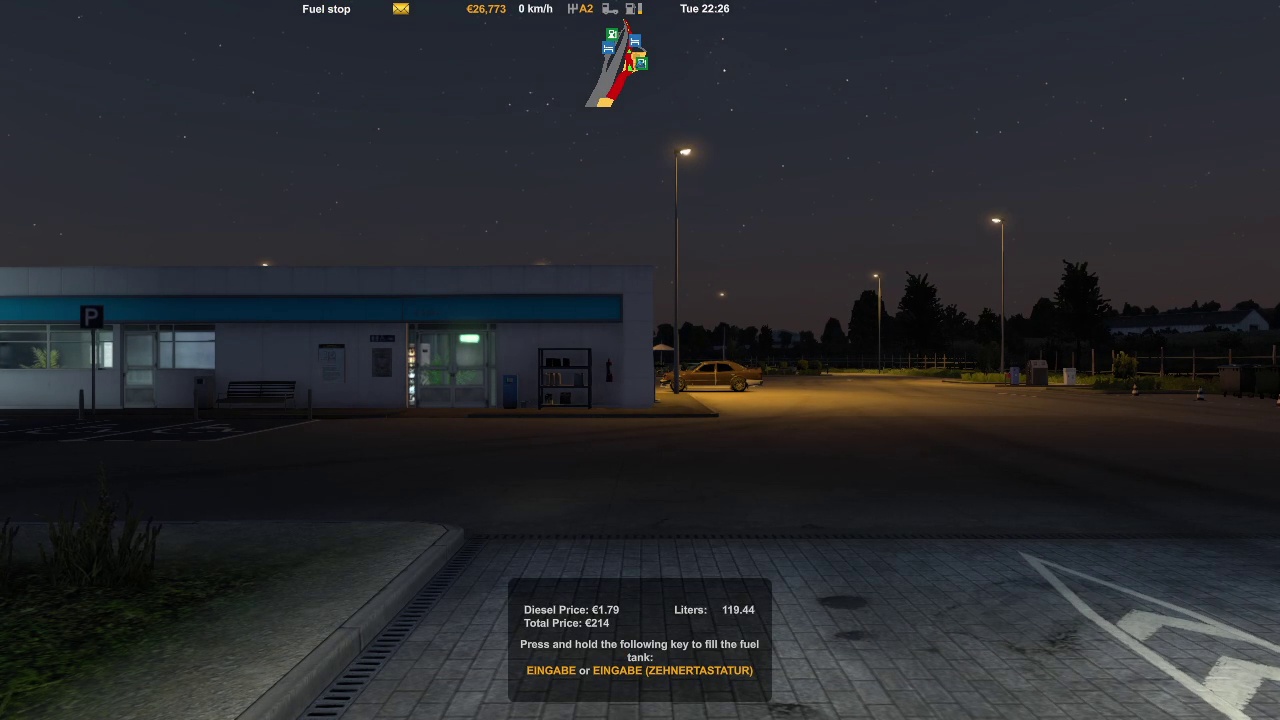 Fuel stop €26,773 0 km/h A2 Tue 22:26
P
Diesel Price: €1.79 Liters: 119.44
Total Price: €214
Press and hold the following key to fill the fuel
tank:
EINGABE or EINGABE (ZEHNERTASTATUR)